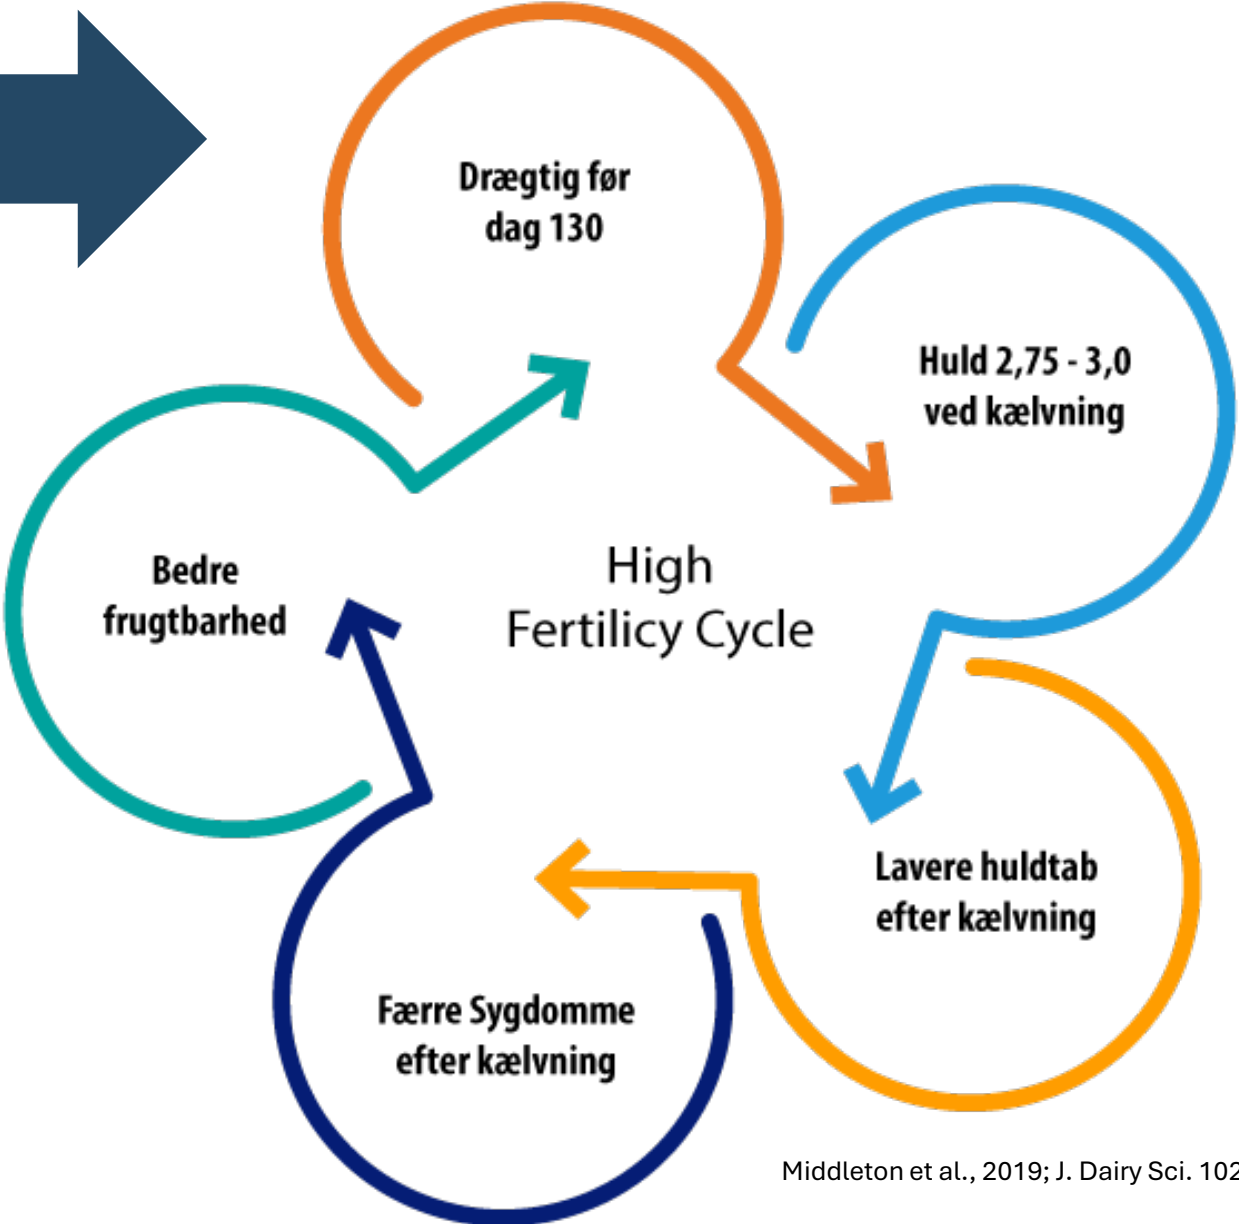 Drægtig før
dag 130
Huld 2,75 - 3,0
ved kælvning
High
Fertilicy Cycle
Bedre
frugtbarhed
Lavere huldtab
efter kælvning
Færre Sygdomme
efter kælvning
Middleton et al., 2019; J. Dairy Sci. 102